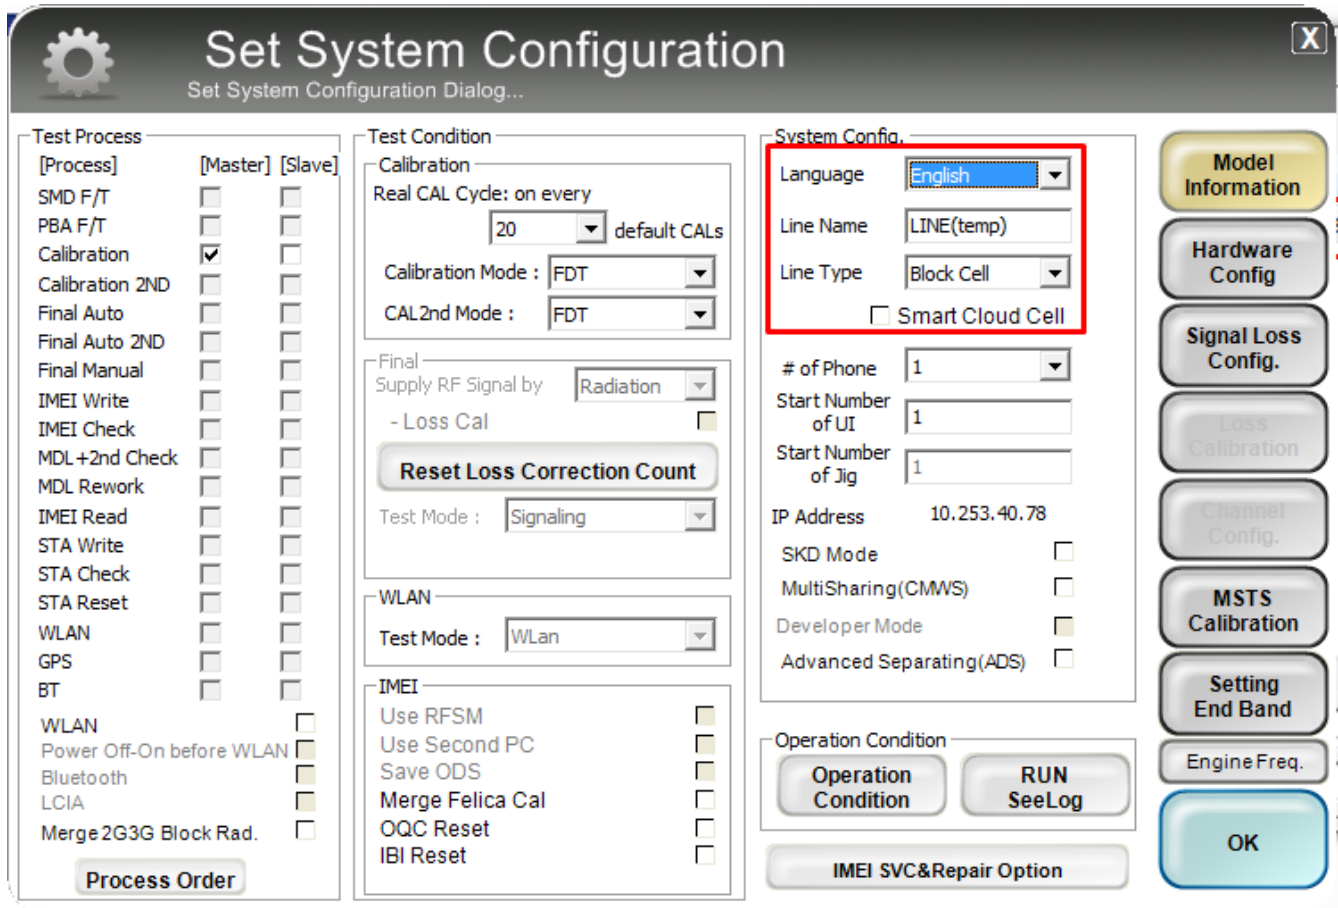 Set System Configuration
X
Set System Configuration Dialog...
Test Process
[Process] [Master] [Slave]
SMD F/T
PBA F/T
Calibration
Calibration 2ND
Final Auto
Final Auto 2ND
Final Manual
IMEI Write
IMEI Check
MDL+2nd Check
MDL Rework
IMEI Read
STA Write
STA Check
STA Reset
WLAN
GPS
BT
WLAN
Power Off-On before WLAN
Bluetooth
LCIA
Merge 2G3G Block Rad.
Process Order
Test Condition
Calibration
Real CAL Cycle: on every
20 default CALs
Calibration Mode : FDT
CAL2nd Mode : FDT
Final
Supply RF Signal by Radiation
- Loss Cal
Reset Loss Correction Count
Test Mode : Signaling
WLAN
Test Mode : WLan
IMEI
Use RFSM
Use Second PC
Save ODS
Merge Felica Cal
OQC Reset
IBI Reset
System Config.
Language English
Line Name LINE(temp)
Line Type Block Cell
Smart Cloud Cell
# of Phone 1
Start Number
of UI 1
Start Number
of Jig 1
IP Address 10.253.40.78
SKD Mode
MultiSharing(CMWS)
Developer Mode
Advanced Separating(ADS)
Operation Condition
Operation
Condition
RUN
SeeLog
IMEI SVC&Repair Option
Model
Information
Hardware
Config
Signal Loss
Config.
Loss
Calibration
Channel
Config.
MSTS
Calibration
Setting
End Band
Engine Freq.
OK